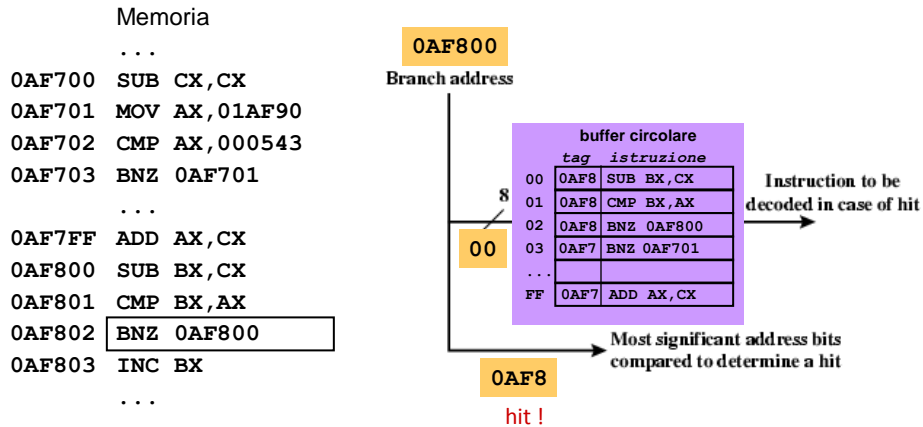 Memoria
...
0AF700 SUB CX,CX
0AF701 MOV AX,01AF90
0AF702 CMP AX,000543
0AF703 BNZ 0AF701
...
0AF7FF ADD AX,CX
0AF800 SUB BX,CX
0AF801 CMP BX,AX
0AF802 BNZ 0AF800
0AF803 INC BX
...
0AF800
Branch address
8
00
buffer circolare
tag istruzione
00 0AF8 SUB BX,CX
01 0AF8 CMP BX,AX
02 0AF8 BNZ 0AF800
03 0AF7 BNZ 0AF701
...
FF 0AF7 ADD AX,CX
Instruction to be
decoded in case of hit
Most significant address bits
compared to determine a hit
0AF8
hit !